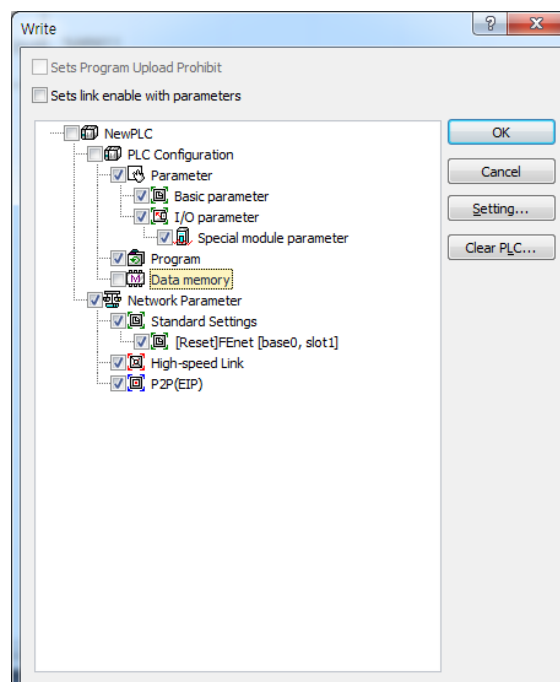 Write
Sets Program Upload Prohibit
Sets link enable with parameters
NewPLC
PLC Configuration
Parameter
Basic parameter
I/O parameter
Special module parameter
Program
Data memory
Network Parameter
Standard Settings
[Reset]FEnet [base0, slot1]
High-speed Link
P2P(EIP)
OK
Cancel
Setting...
Clear PLC...